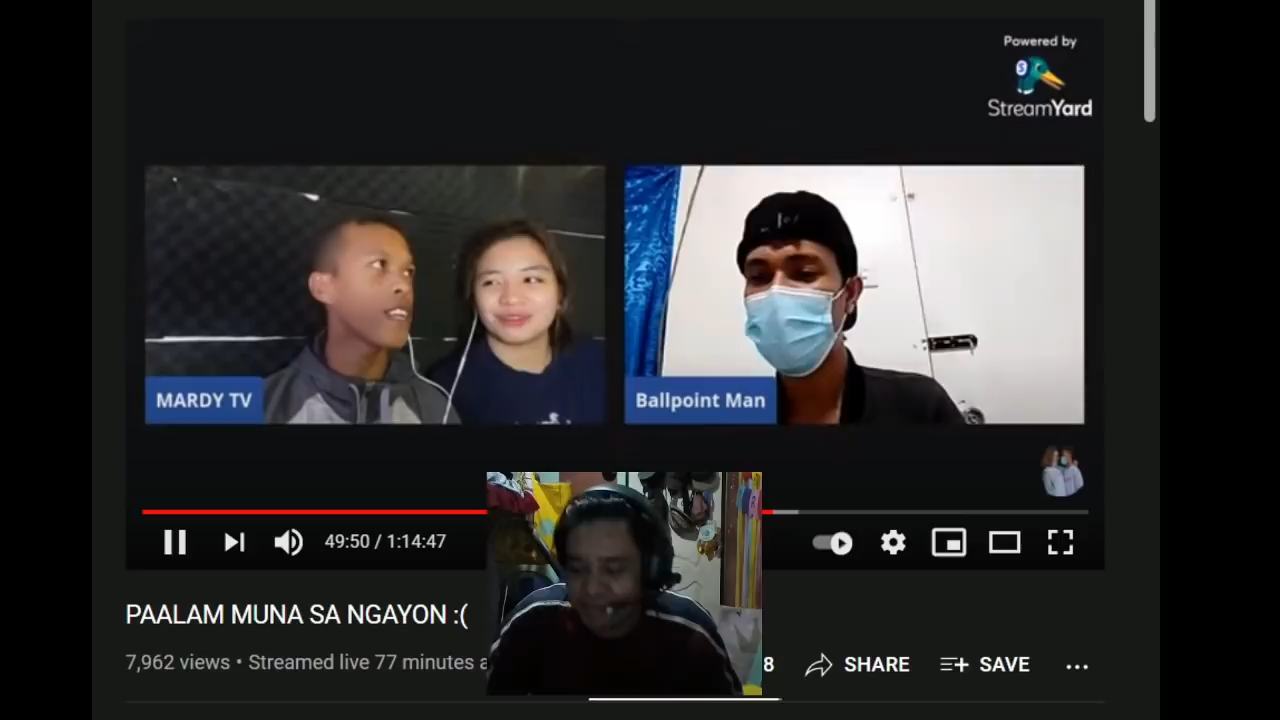 Powered by
StreamYard
MARDY TV
Ballpoint Man
49:50 / 1:14:47
PAALAM MUNA SA NGAYON :(
7,962 views • Streamed live 77 minutes a
8 SHARE SAVE